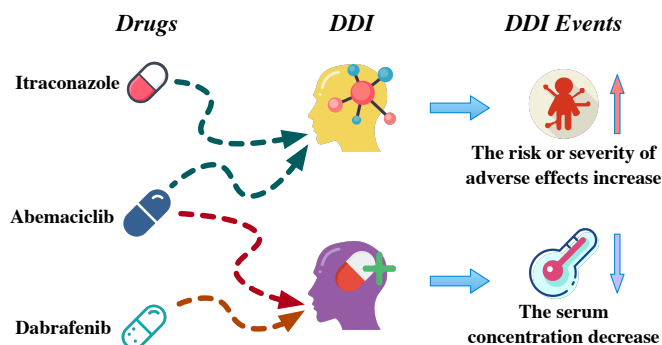 Drugs
DDI
DDI Events
Itraconazole
The risk or severity of
adverse effects increase
Abemaciclib
Dabrafenib
The serum
concentration decrease